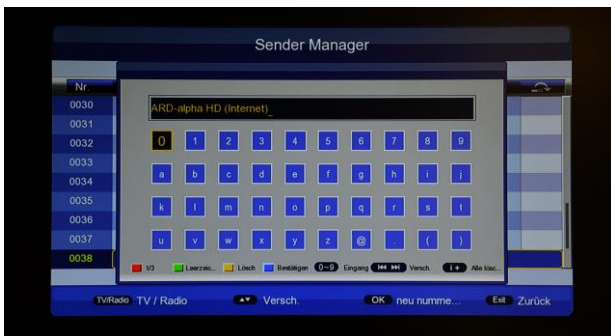 Sender Manager
Nr.
0030
ARD-alpha HD (Internet)_
0031
0032
0 1 2 3 4 5 6 7 8 9
0033
0034
a b c d e f g h i j
0035
k l m n o p q r s t
0036
0037
u v w x y z @ . ( )
0038
1/3 Leerzeic... Lösch Bestätigen 0~9 Eingang Versch. i+ Alle lösc...
TV/Radio TV / Radio Versch. OK neu numme... Exit Zurück